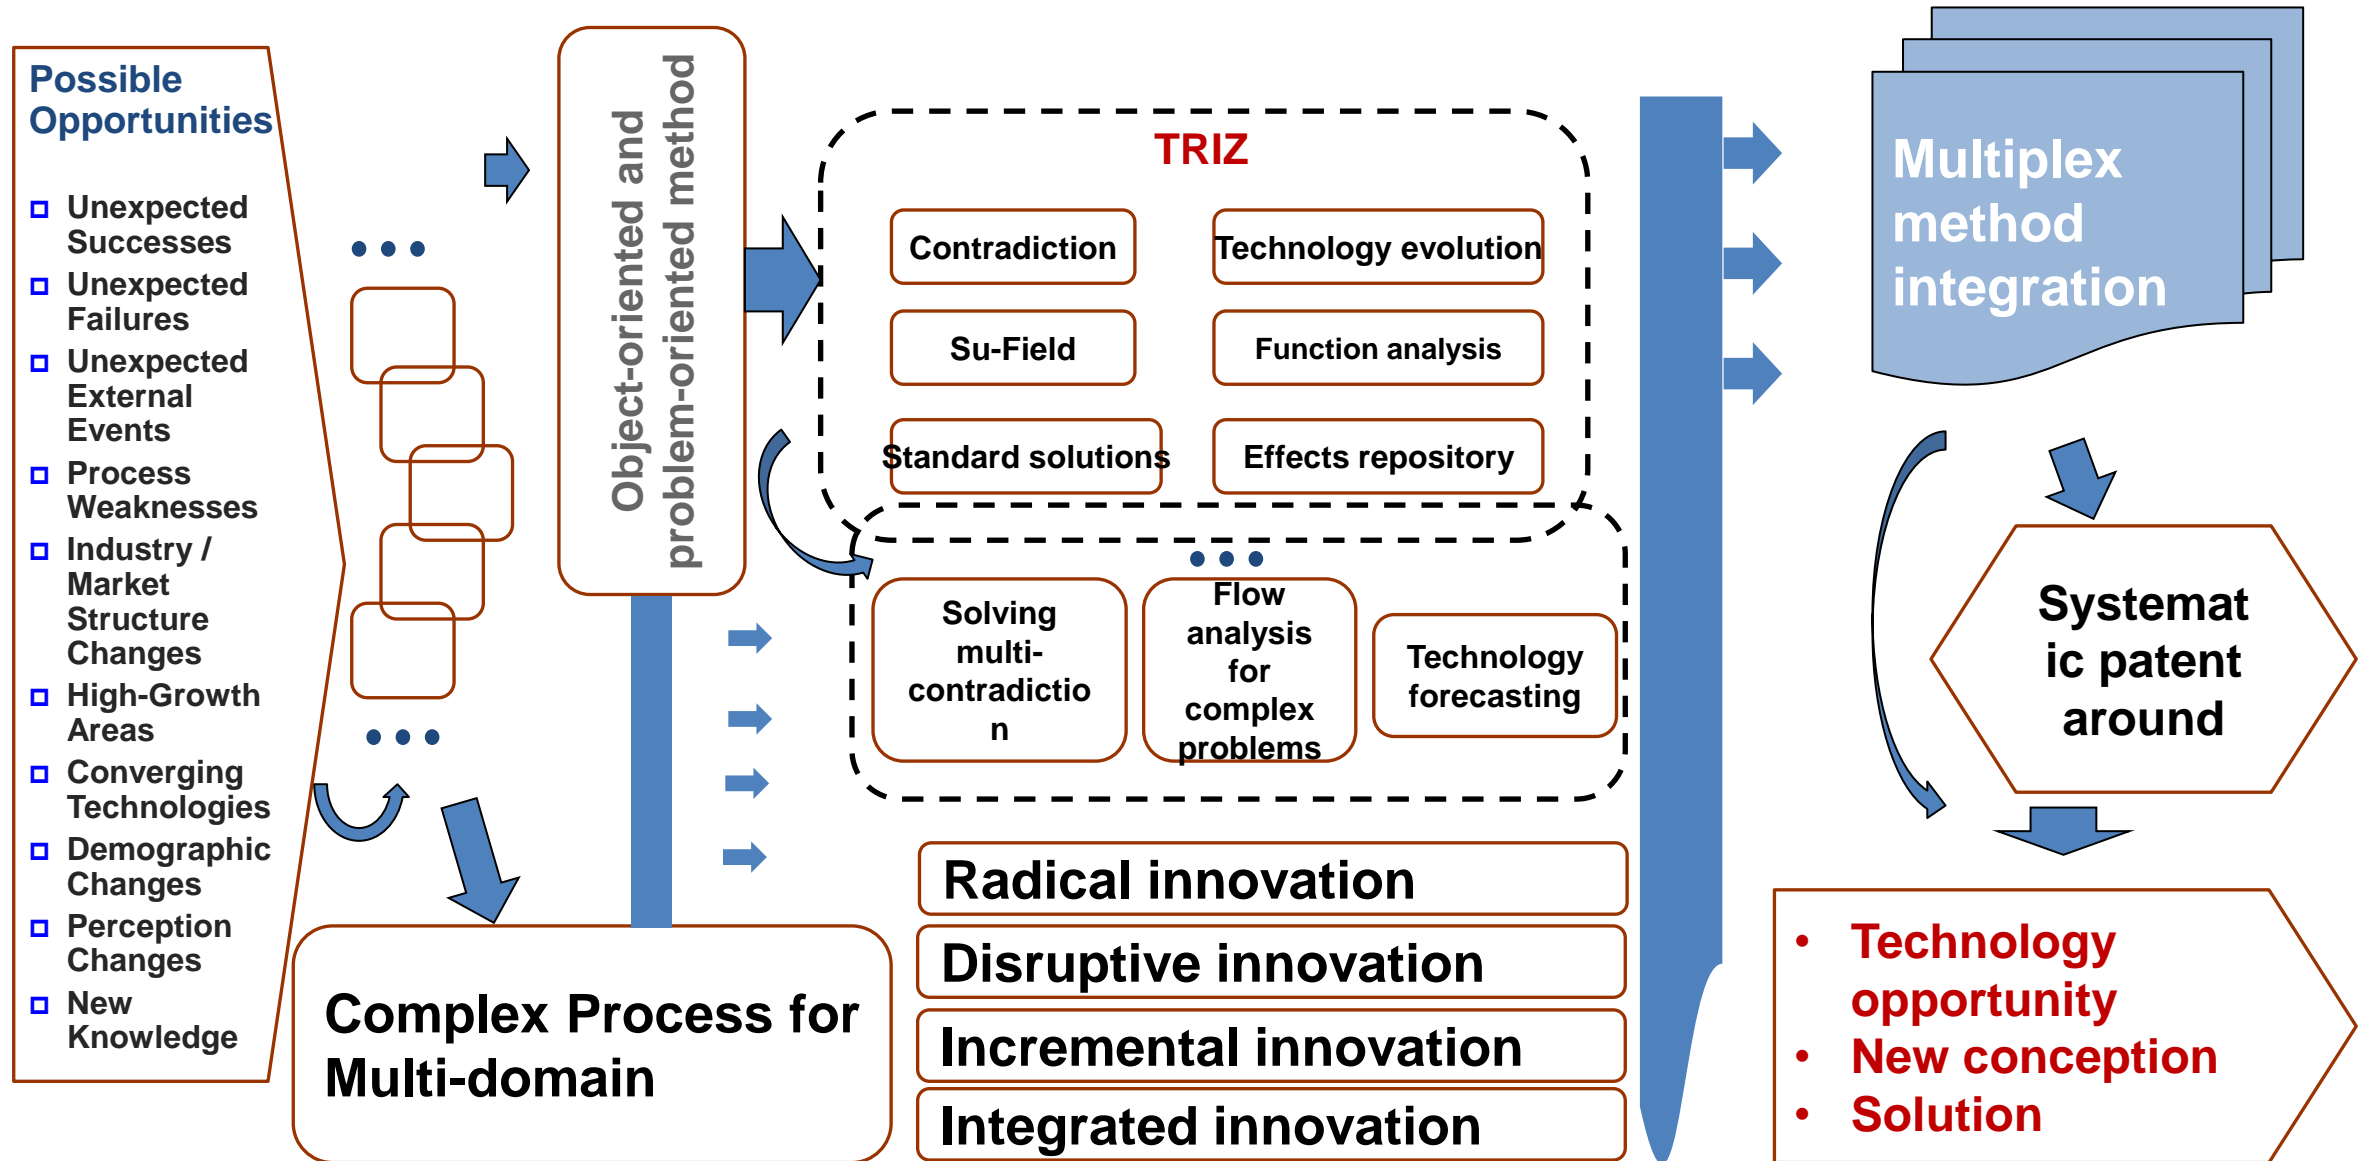 Possible
Opportunities
Unexpected
Successes
Unexpected
Failures
Unexpected
External
Events
Process
Weaknesses
Industry /
Market
Structure
Changes
High-Growth
Areas
Converging
Technologies
Demographic
Changes
Perception
Changes
New
Knowledge
Object-oriented and
problem-oriented method
Complex Process for
Multi-domain
TRIZ
Contradiction
Technology evolution
Su-Field
Function analysis
Standard solutions
Effects repository
Solving
multi-
contradictio
n
Flow
analysis
for
complex
problems
Technology
forecasting
Radical innovation
Disruptive innovation
Incremental innovation
Integrated innovation
Multiplex
method
integration
Systemat
ic patent
around
• Technology
opportunity
• New conception
• Solution